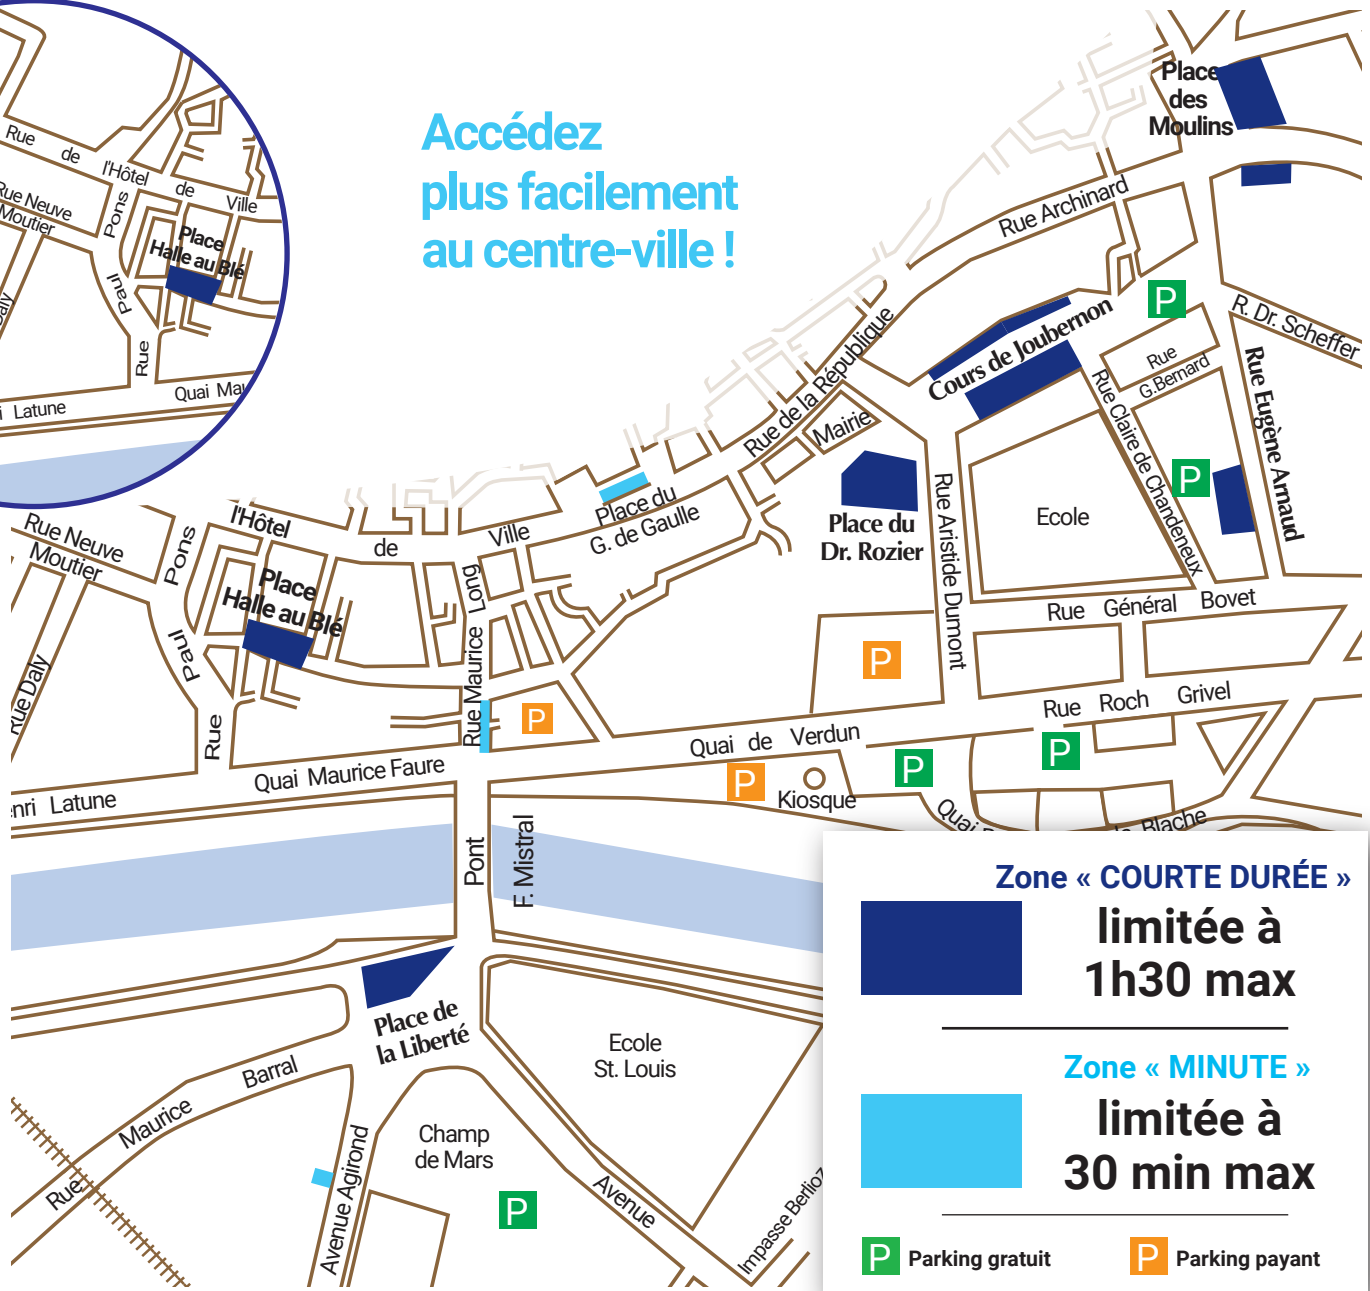 Accédez
plus facilement
au centre-ville !
Rue de l'Hôtel de Ville
Rue Neuve
Moutier
Rue Paul Pons
Place
Halle au Blé
Latune
Quai
Place
des
Moulins
Rue Archinard
P
R. Dr. Scheffer
Cours de Joubernon
Rue
G.Bernard
Rue Eugène Arnaud
Rue Claire de Chandeneux
P
Rue de la République
Mairie
Place du
Dr. Rozier
Rue Aristide Dumont
Ecole
Place du
G. de Gaulle
l'Hôtel de Ville
Rue Neuve
Moutier
Rue Paul Pons
Place
Halle au Blé
Rue Daly
Rue Maurice Long
P
P
Rue Général Bovet
Rue Roch Grivel
Quai de Verdun
P
P
P
Kiosque
Quai
Blache
Quai Maurice Faure
Latune
Pont
F. Mistral
Place de
la Liberté
Ecole
St. Louis
Rue Maurice Barral
Avenue Agirond
Champ
de Mars
P
Avenue
Impasse Berlioz
Zone « COURTE DURÉE »
limitée à
1h30 max
Zone « MINUTE »
limitée à
30 min max
P Parking gratuit
P Parking payant